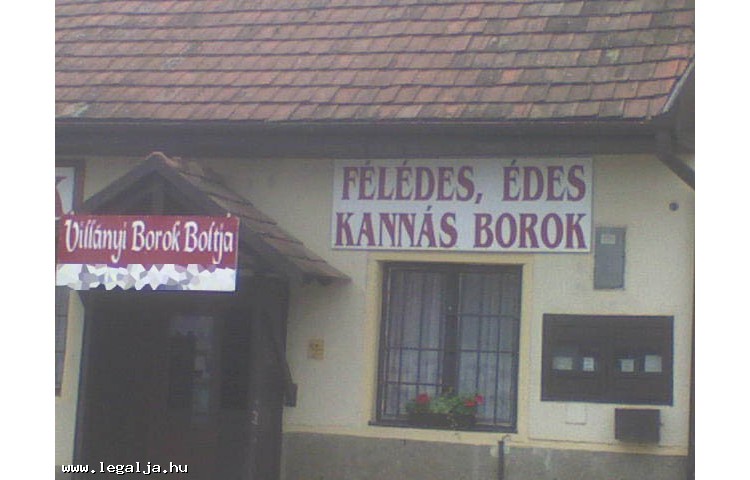 FÉLÉDES, ÉDES
KANNÁS BOROK
Villányi Borok Boltja
www.legalja.hu